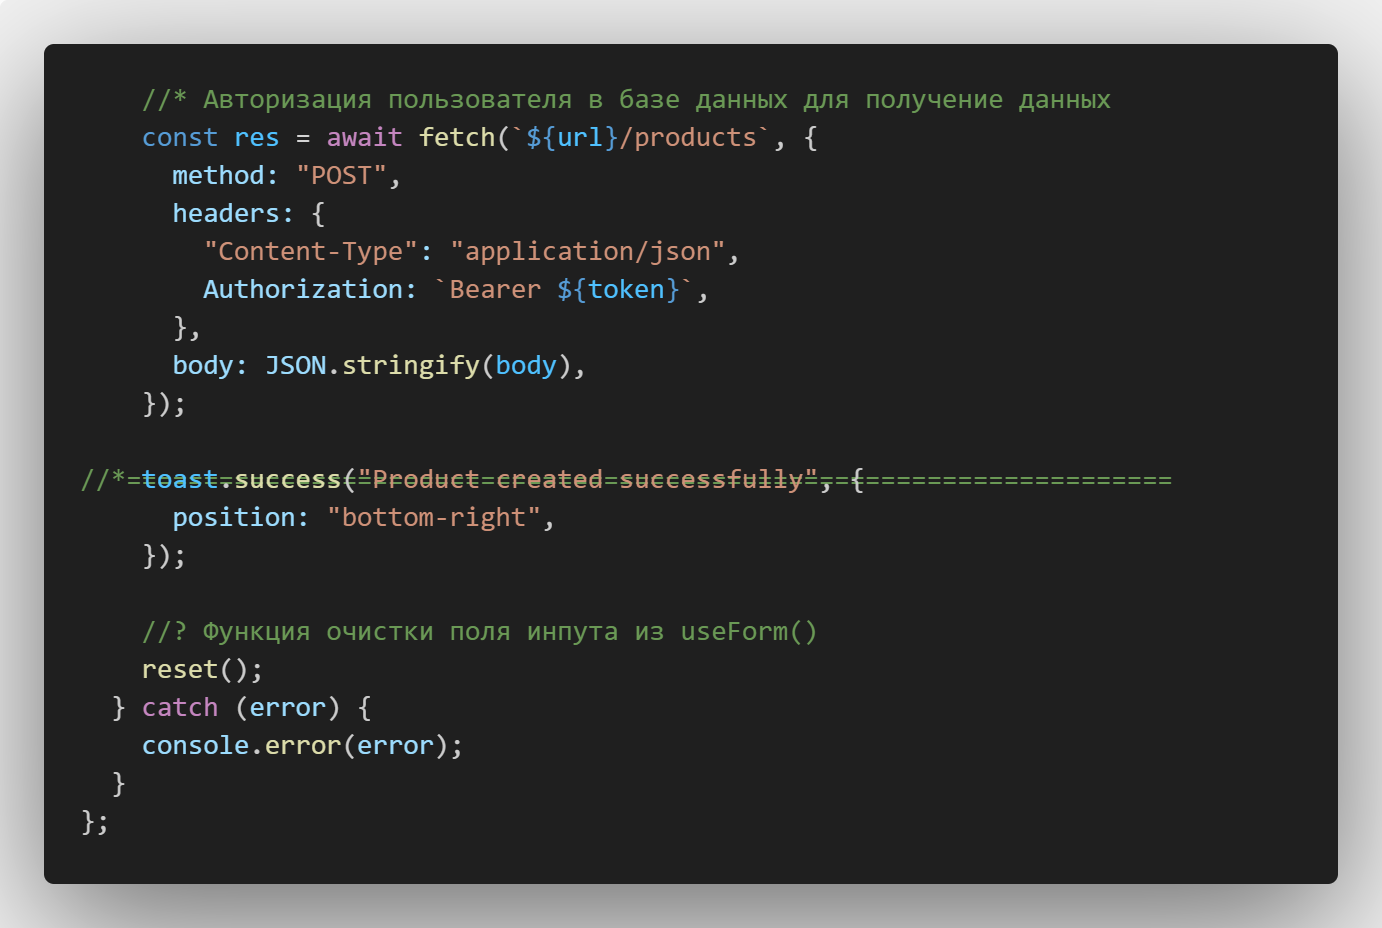 //* Авторизация пользователя в базе данных для получение данных
const res = await fetch(`${url}/products`, {
method: "POST",
headers: {
"Content-Type": "application/json",
Authorization: `Bearer ${token}`,
},
body: JSON.stringify(body),
});
//*====================================================================
toast.success("Product created successfully", {
position: "bottom-right",
});
//? Функция очистки поля инпута из useForm()
reset();
} catch (error) {
console.error(error);
}
};